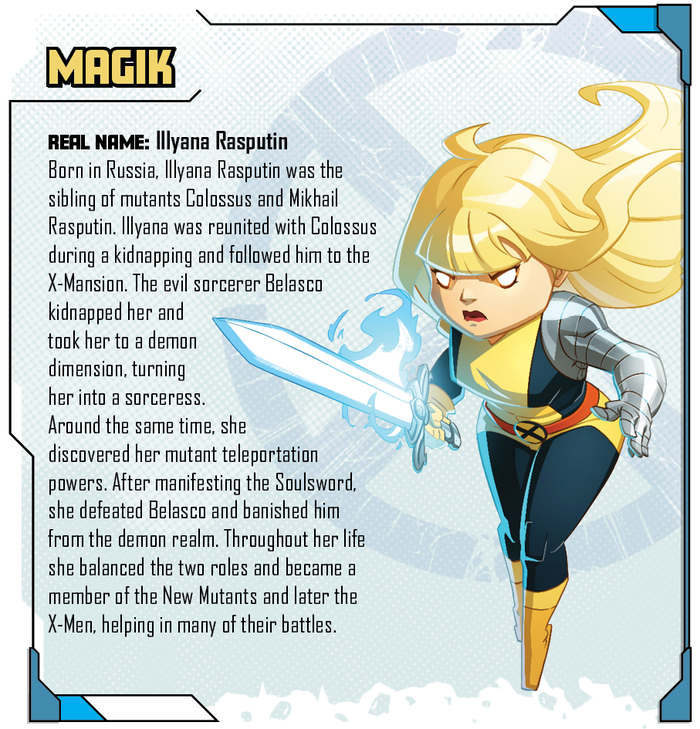 MAGIK
REAL NAME: Illyana Rasputin
Born in Russia, Illyana Rasputin was the
sibling of mutants Colossus and Mikhail
Rasputin. Illyana was reunited with Colossus
during a kidnapping and followed him to the
X-Mansion. The evil sorcerer Belasco
kidnapped her and
took her to a demon
dimension, turning
her into a sorceress.
Around the same time, she
discovered her mutant teleportation
powers. After manifesting the Soulsword,
she defeated Belasco and banished him
from the demon realm. Throughout her life
she balanced the two roles and became a
member of the New Mutants and later the
X-Men, helping in many of their battles.